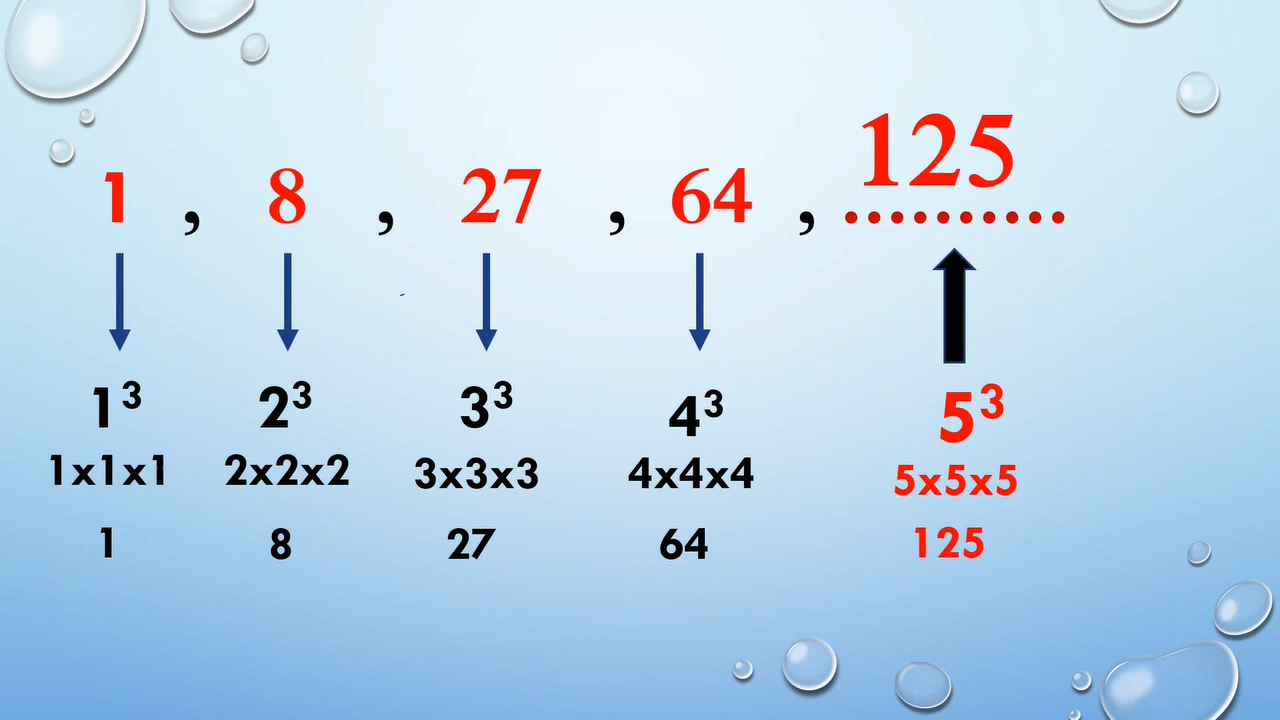 1 , 8 , 27 , 64 , 125
..........
1³ 2³ 3³ 4³ 5³
1x1x1 2x2x2 3x3x3 4x4x4 5x5x5
1 8 27 64 125